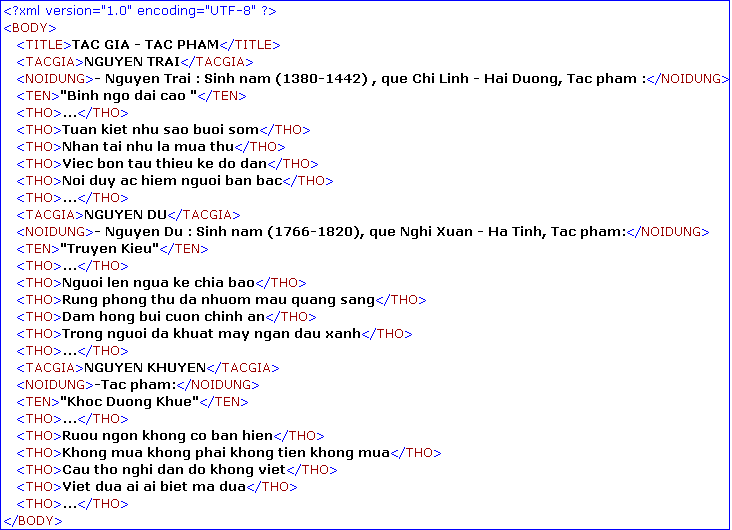 <?xml version="1.0" encoding="UTF-8" ?>
<BODY>
<TITLE>TAC GIA - TAC PHAM</TITLE>
<TACGIA>NGUYEN TRAI</TACGIA>
<NOIDUNG>- Nguyen Trai : Sinh nam (1380-1442) , que Chi Linh - Hai Duong, Tac pham :</NOIDUNG>
<TEN>"Binh ngo dai cao "</TEN>
<THO>...</THO>
<THO>Tuan kiet nhu sao buoi som</THO>
<THO>Nhan tai nhu la mua thu</THO>
<THO>Viec bon tau thieu ke do dan</THO>
<THO>Noi duy ac hiem nguoi ban bac</THO>
<THO>...</THO>
<TACGIA>NGUYEN DU</TACGIA>
<NOIDUNG>- Nguyen Du : Sinh nam (1766-1820), que Nghi Xuan - Ha Tinh, Tac pham:</NOIDUNG>
<TEN>"Truyen Kieu"</TEN>
<THO>...</THO>
<THO>Nguoi len ngua ke chia bao</THO>
<THO>Rung phong thu da nhuom mau quang sang</THO>
<THO>Dam hong bui cuon chinh an</THO>
<THO>Trong nguoi da khuat may ngan dau xanh</THO>
<THO>...</THO>
<TACGIA>NGUYEN KHUYEN</TACGIA>
<NOIDUNG>-Tac pham:</NOIDUNG>
<TEN>"Khoc Duong Khue"</TEN>
<THO>...</THO>
<THO>Ruou ngon khong co ban hien</THO>
<THO>Khong mua khong phai khong tien khong mua</THO>
<THO>Cau tho nghi dan do khong viet</THO>
<THO>Viet dua ai ai biet ma dua</THO>
<THO>...</THO>
</BODY>